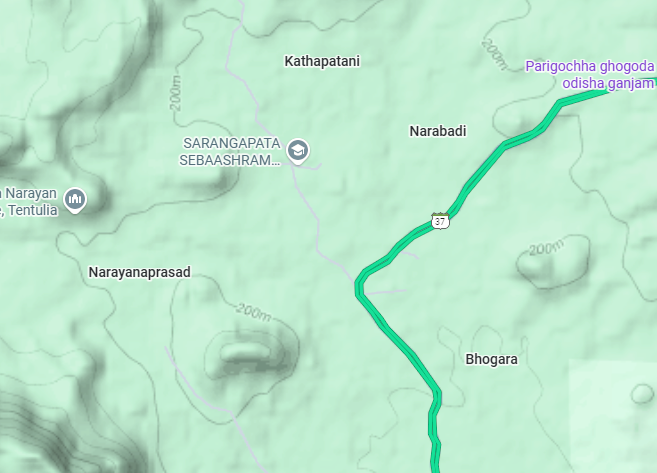 Kathapatani
200m
Parigochha ghogoda
odisha ganjam
200m
Narabadi
SARANGAPATA
SEBAASHRAM...
Narayan
, Tentulia
37
200m
Narayanaprasad
200m
Bhogara